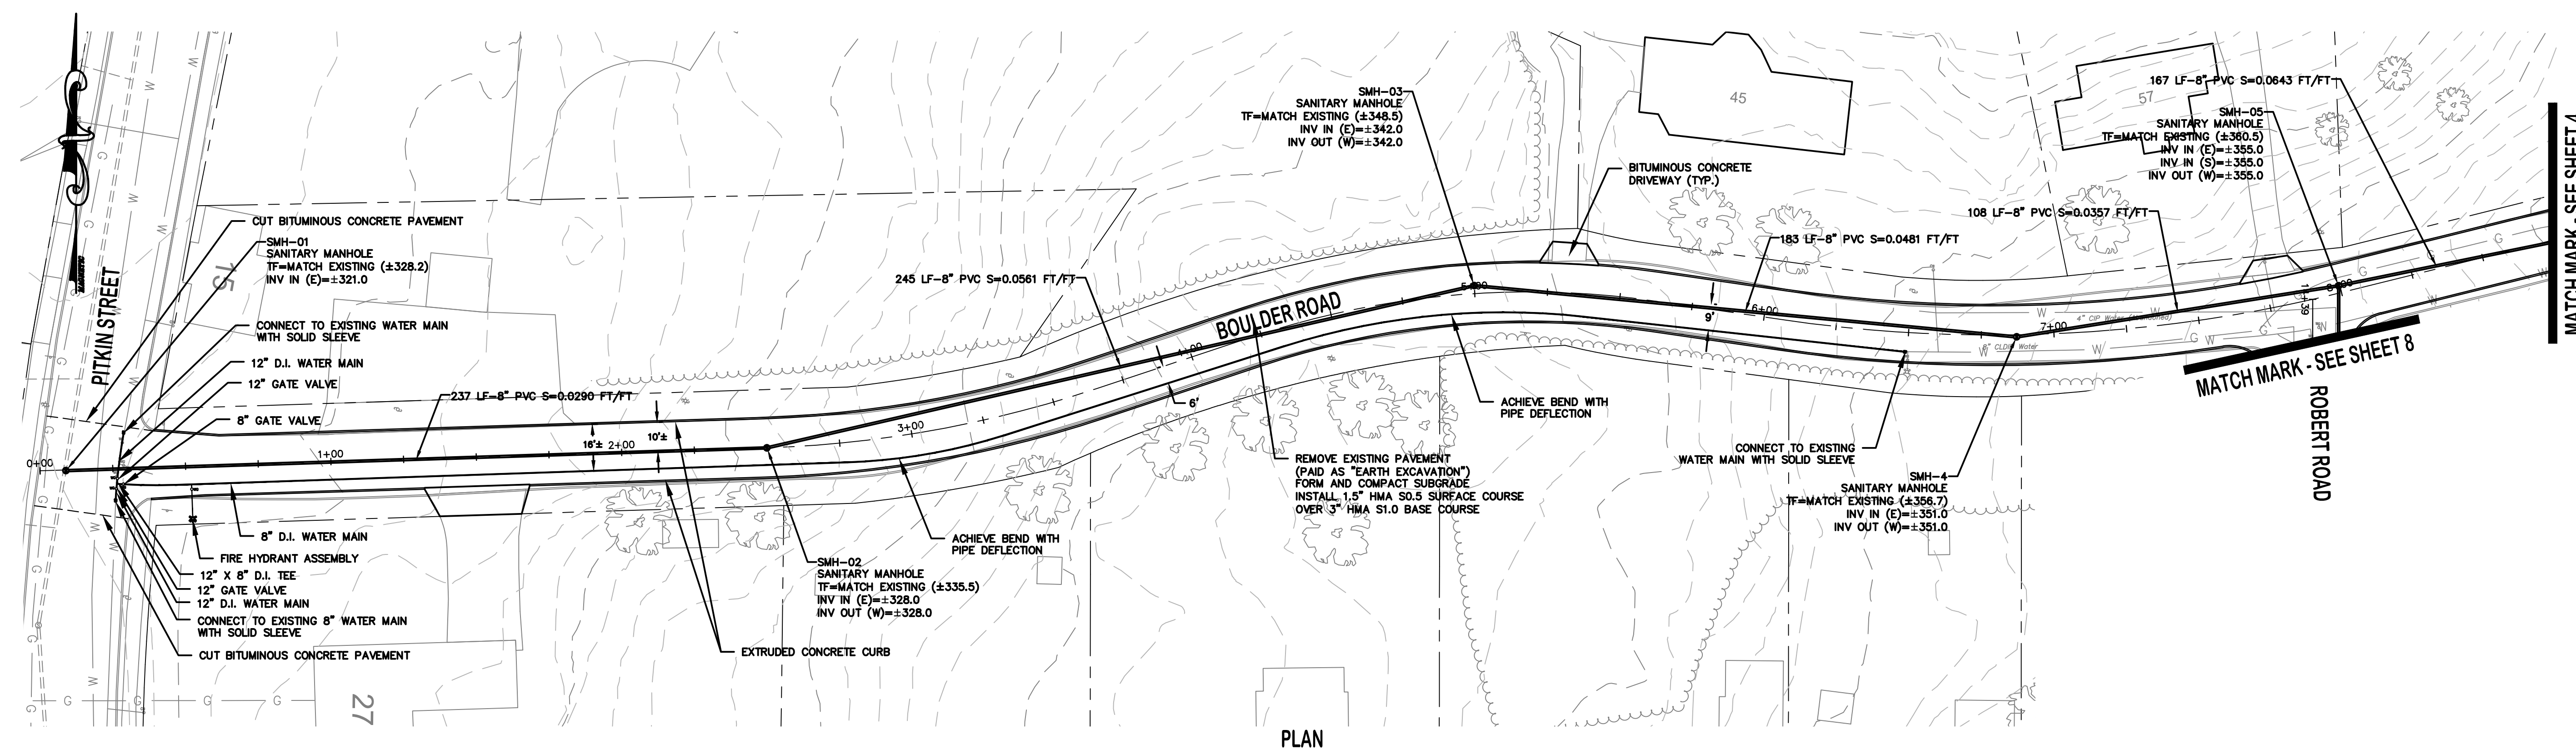 CUT BITUMINOUS CONCRETE PAVEMENT
SMH-01
SANITARY MANHOLE
TF=MATCH EXISTING (±328.2)
INV IN (E)=±321.0
PITKIN STREET
MAGNETIC
15
CONNECT TO EXISTING WATER MAIN
WITH SOLID SLEEVE
12" D.I. WATER MAIN
12" GATE VALVE
8" GATE VALVE
237 LF-8" PVC S=0.0290 FT/FT
0+00
1+00
16'±
2+00
10'±
8" D.I. WATER MAIN
FIRE HYDRANT ASSEMBLY
12" X 8" D.I. TEE
12" GATE VALVE
12" D.I. WATER MAIN
CONNECT TO EXISTING 8" WATER MAIN
WITH SOLID SLEEVE
CUT BITUMINOUS CONCRETE PAVEMENT
27
EXTRUDED CONCRETE CURB
SMH-02
SANITARY MANHOLE
TF=MATCH EXISTING (±335.5)
INV IN (E)=±328.0
INV OUT (W)=±328.0
3+00
ACHIEVE BEND WITH
PIPE DEFLECTION
245 LF-8" PVC S=0.0561 FT/FT
6'
BOULDER ROAD
SMH-03
SANITARY MANHOLE
TF=MATCH EXISTING (±348.5)
INV IN (E)=±342.0
INV OUT (W)=±342.0
REMOVE EXISTING PAVEMENT
(PAID AS "EARTH EXCAVATION")
FORM AND COMPACT SUBGRADE
INSTALL 1.5" HMA S0.5 SURFACE COURSE
OVER 3" HMA S1.0 BASE COURSE
ACHIEVE BEND WITH
PIPE DEFLECTION
45
BITUMINOUS CONCRETE
DRIVEWAY (TYP.)
183 LF-8" PVC S=0.0481 FT/FT
9'
6+00
CONNECT TO EXISTING
WATER MAIN WITH SOLID SLEEVE
SMH-4
SANITARY MANHOLE
TF=MATCH EXISTING (±356.7)
INV IN (E)=±351.0
INV OUT (W)=±351.0
7+00
108 LF-8" PVC S=0.0357 FT/FT
57
167 LF-8" PVC S=0.0643 FT/FT
SMH-05
SANITARY MANHOLE
TF=MATCH EXISTING (±360.5)
INV IN (E)=±355.0
INV IN (S)=±355.0
INV OUT (W)=±355.0
8+00
11+39
MATCH MARK - SEE SHEET 8
ROBERT ROAD
MATCH MARK - SEE SHEET 4
PLAN